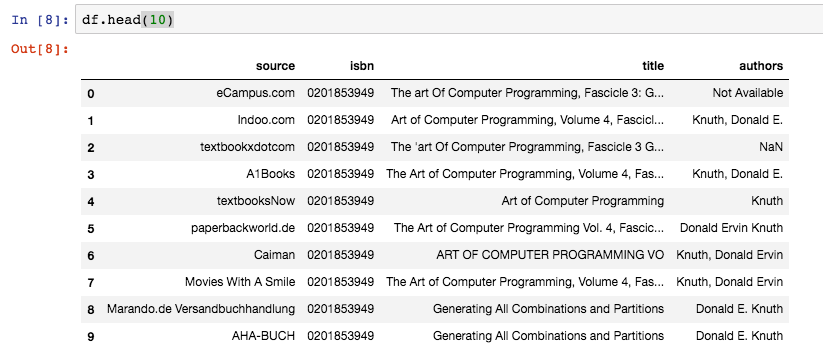 In [8]: df.head(10)
Out[8]:
source isbn title authors
0 eCampus.com 0201853949 The art Of Computer Programming, Fascicle 3: G... Not Available
1 Indoo.com 0201853949 Art of Computer Programming, Volume 4, Fascicl... Knuth, Donald E.
2 textbookxdotcom 0201853949 The 'art Of Computer Programming, Fascicle 3 G... NaN
3 A1Books 0201853949 The Art of Computer Programming, Volume 4, Fas... Knuth, Donald E.
4 textbooksNow 0201853949 Art of Computer Programming Knuth
5 paperbackworld.de 0201853949 The Art of Computer Programming Vol. 4, Fascic... Donald Ervin Knuth
6 Caiman 0201853949 ART OF COMPUTER PROGRAMMING VO Knuth, Donald Ervin
7 Movies With A Smile 0201853949 The Art of Computer Programming, Volume 4, Fas... Knuth, Donald Ervin
8 Marando.de Versandbuchhandlung 0201853949 Generating All Combinations and Partitions Donald E. Knuth
9 AHA-BUCH 0201853949 Generating All Combinations and Partitions Donald E. Knuth